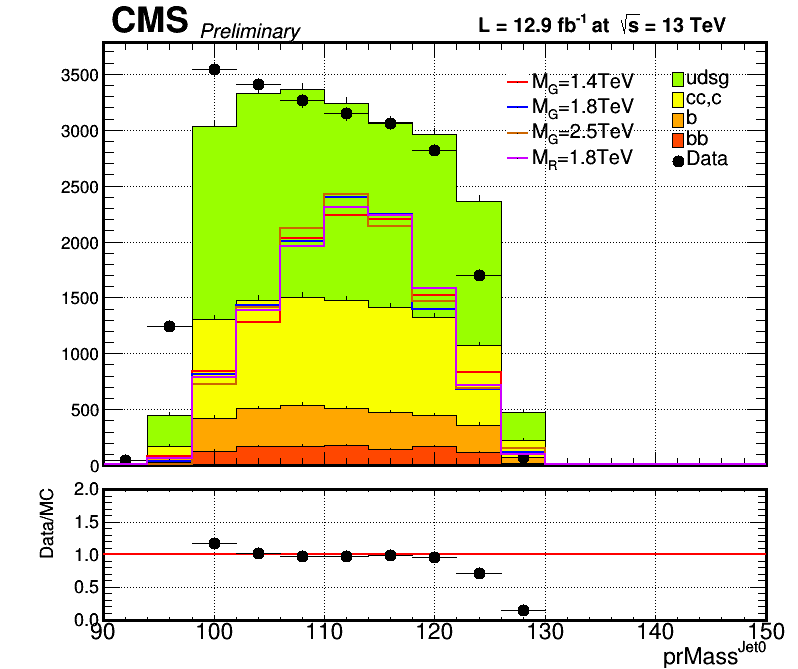 CMS Preliminary L = 12.9 fb⁻¹ at √s = 13 TeV
3500
3000
2500
2000
1500
1000
500
0
M_G=1.4TeV
M_G=1.8TeV
M_G=2.5TeV
M_R=1.8TeV
udsg
cc,c
b
bb
Data
Data/MC
2.0
1.5
1.0
0.5
0.0
90 100 110 120 130 140 150
prMass^Jet0